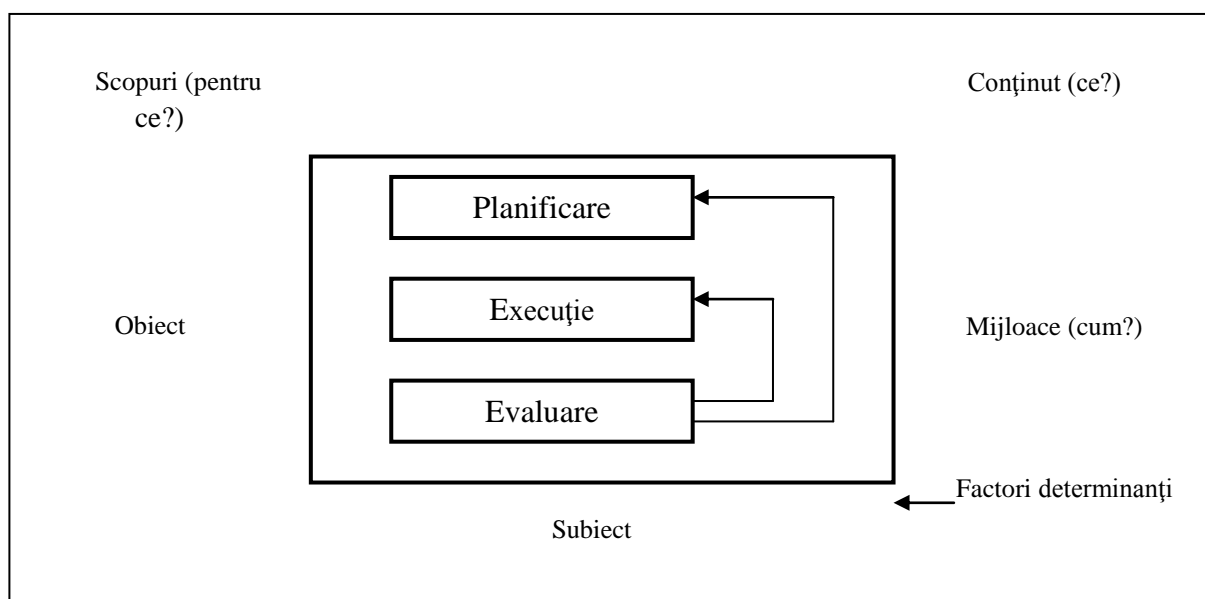 Scopuri (pentru
ce?)
Conţinut (ce?)
Planificare
Execuţie
Obiect
Mijloace (cum?)
Evaluare
Factori determinanţi
Subiect